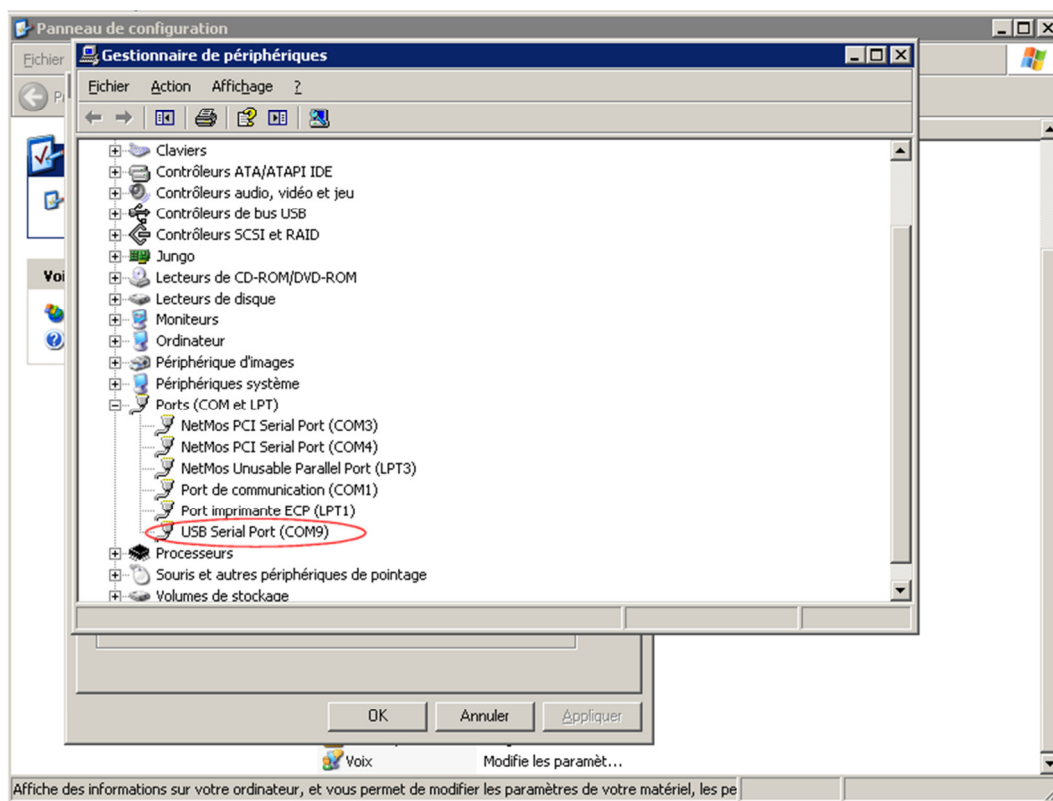 Panneau de configuration
Fichier
Gestionnaire de périphériques
Fichier Action Affichage ?
Claviers
Contrôleurs ATA/ATAPI IDE
Contrôleurs audio, vidéo et jeu
Contrôleurs de bus USB
Contrôleurs SCSI et RAID
Jungo
Lecteurs de CD-ROM/DVD-ROM
Voi
Lecteurs de disque
Moniteurs
Ordinateur
Périphérique d'images
Périphériques système
Ports (COM et LPT)
NetMos PCI Serial Port (COM3)
NetMos PCI Serial Port (COM4)
NetMos Unusable Parallel Port (LPT3)
Port de communication (COM1)
Port imprimante ECP (LPT1)
USB Serial Port (COM9)
Processeurs
Souris et autres périphériques de pointage
Volumes de stockage
OK Annuler Appliquer
Voix Modifie les paramèt...
Affiche des informations sur votre ordinateur, et vous permet de modifier les paramètres de votre matériel, les pe